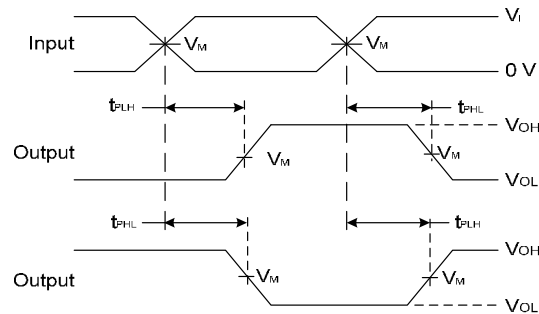 VI
Input VM VM
0 V
tPLH tPHL
VOH
Output VM VM
VOL
tPHL tPLH
VOH
Output VM VM
VOL